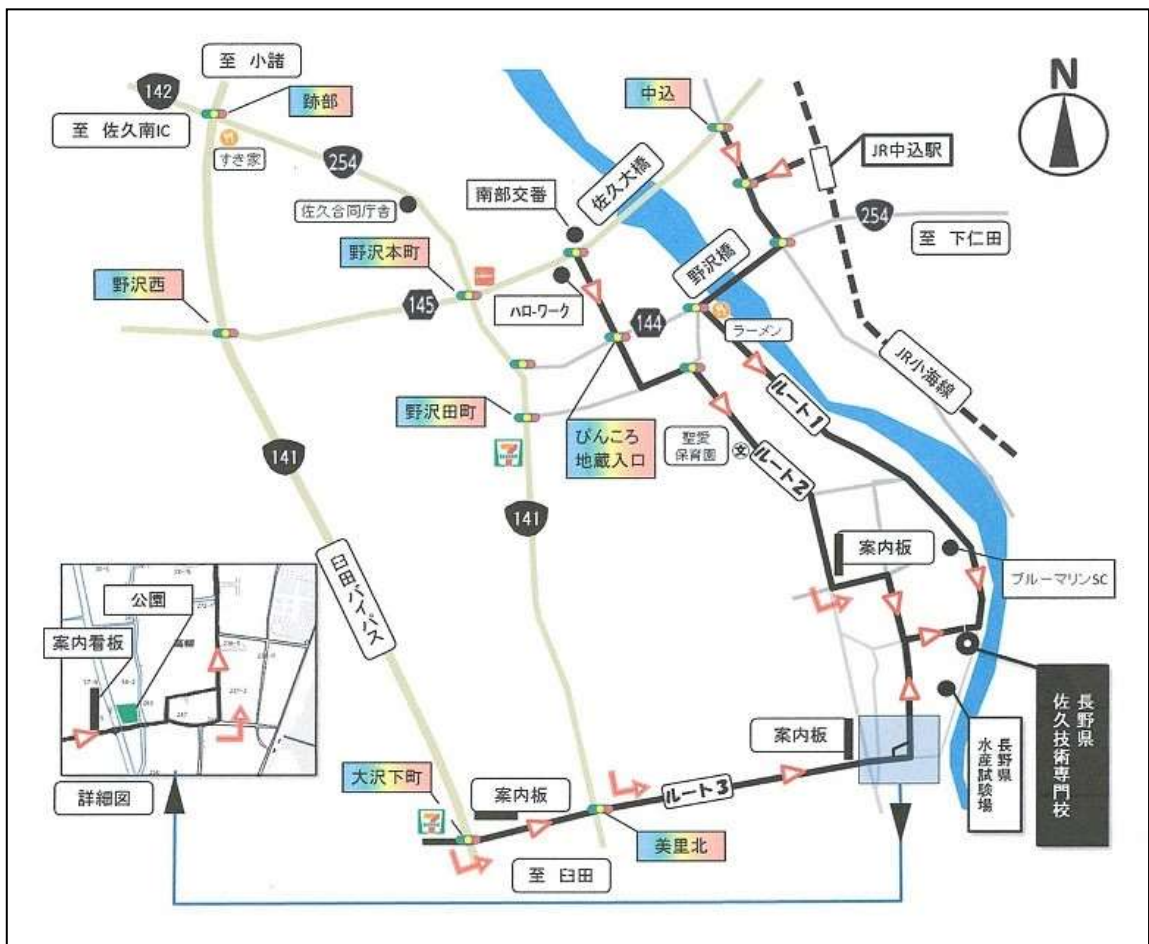 至 小諸
142
跡部
至 佐久南IC
すき家
254
佐久合同庁舎
野沢西
野沢本町
145
南部交番
佐久大橋
ハローワーク
中込
N
JR中込駅
254
至 下仁田
野沢橋
144
ラーメン
JR小海線
ルート1
野沢田町
ぴんころ
地蔵入口
聖愛
保育園
文
ルート2
141
141
臼田バイパス
案内板
ブルーマリンSC
長野県
佐久技術専門校
長野県
水産試験場
案内板
公園
案内看板
高柳
詳細図
大沢下町
案内板
ルート3
美里北
至 臼田